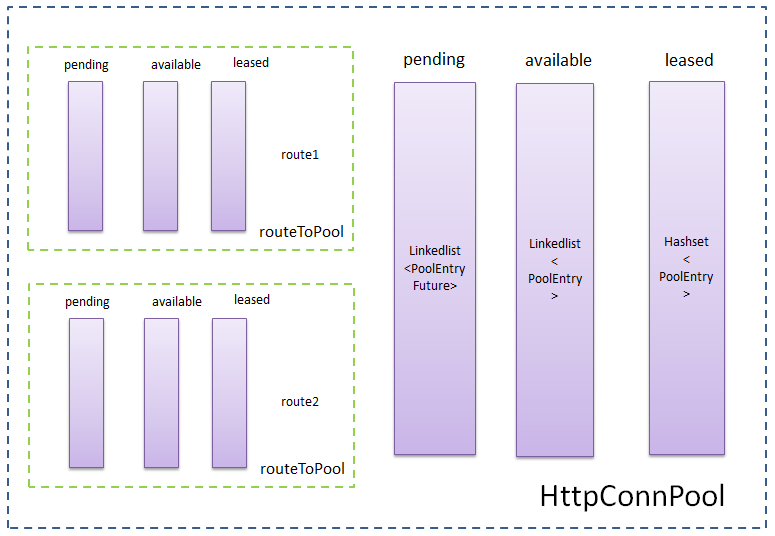 pending
available
leased
route1
routeToPool
pending
available
leased
route2
routeToPool
pending
available
leased
Linkedlist
<PoolEntry
Future>
Linkedlist
<
PoolEntry
>
Hashset
<
PoolEntry
>
HttpConnPool